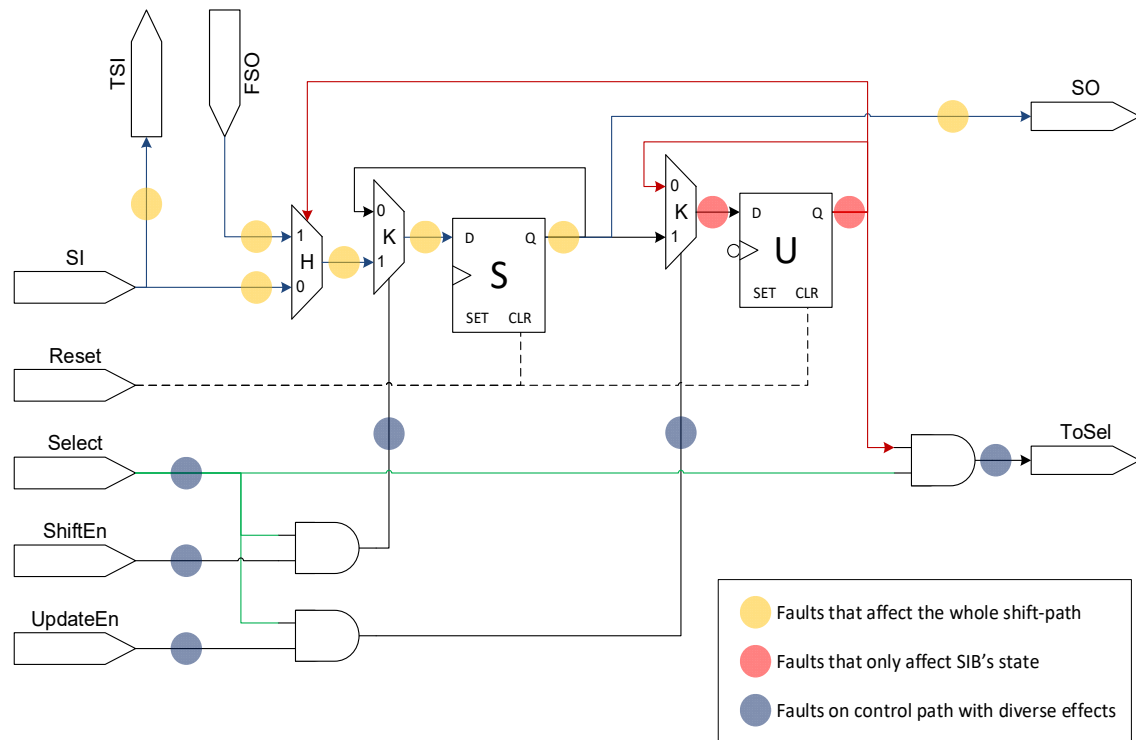 TSI
FSO
SO
0
K
1
0
K
1
D
Q
S
SET
CLR
D
Q
U
SET
CLR
1
H
0
SI
Reset
Select
ToSel
ShiftEn
UpdateEn
Faults that affect the whole shift-path
Faults that only affect SIB's state
Faults on control path with diverse effects